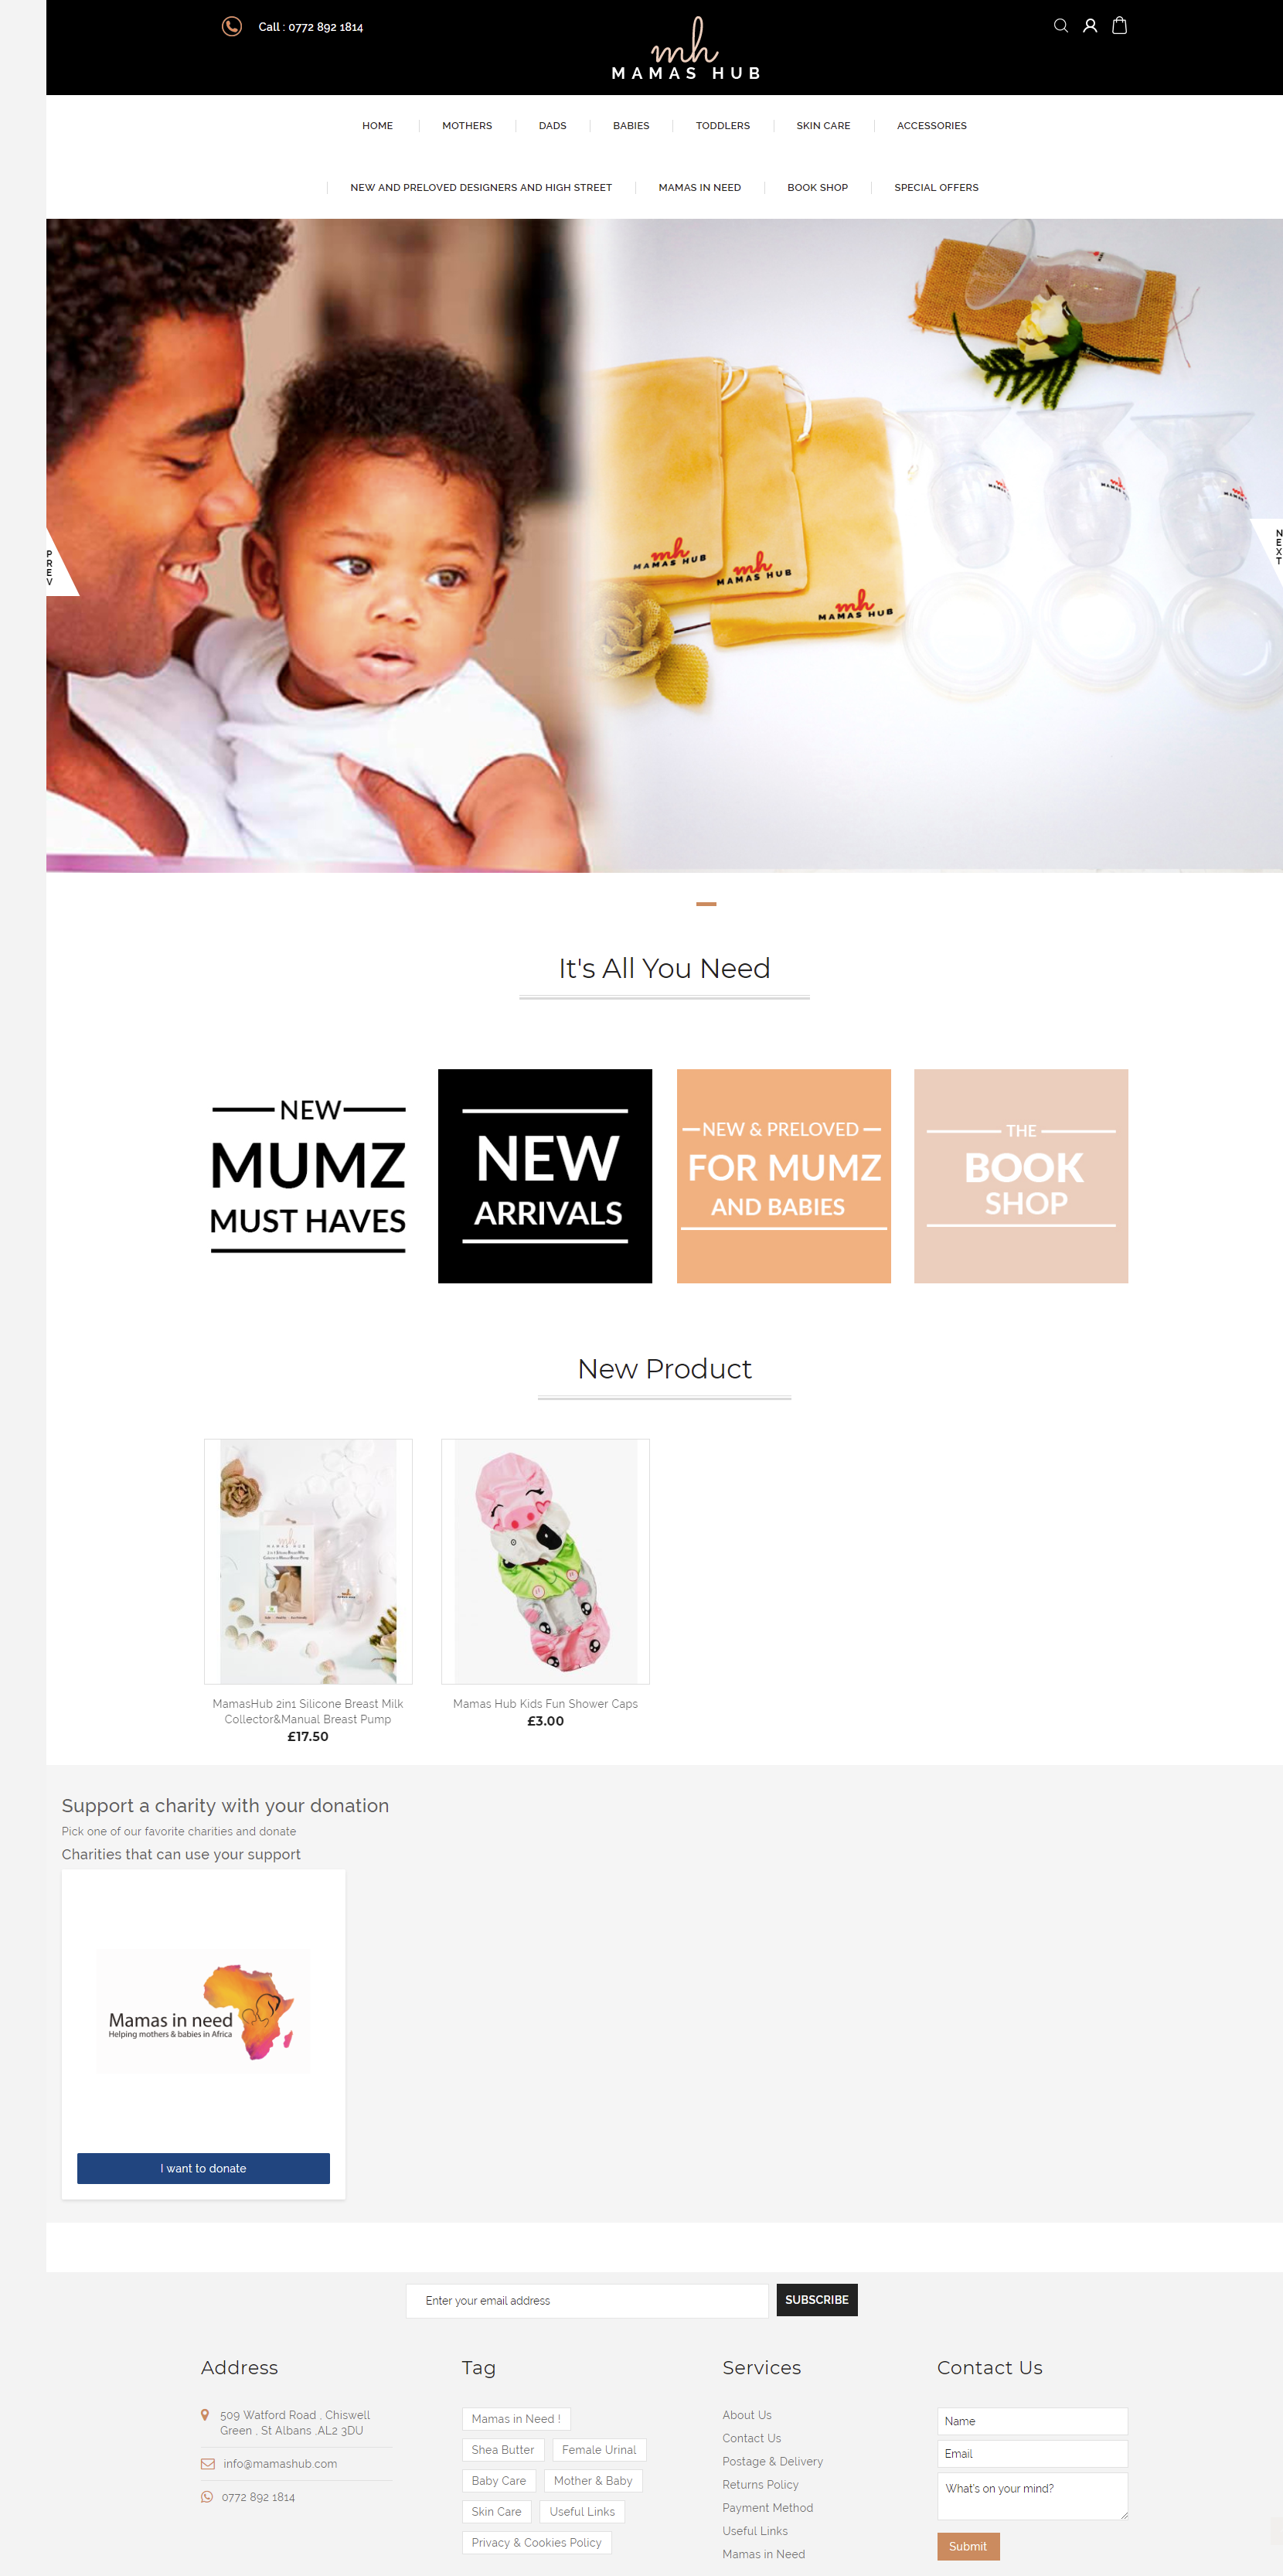 Call : 0772 892 1814
mh
MAMAS HUB
HOME
MOTHERS
DADS
BABIES
TODDLERS
SKIN CARE
ACCESSORIES
NEW AND PRELOVED DESIGNERS AND HIGH STREET
MAMAS IN NEED
BOOK SHOP
SPECIAL OFFERS
PREV
NEXT
mh
MAMAS HUB
mh
MAMAS HUB
mh
MAMAS HUB
It's All You Need
NEW
MUMZ
MUST HAVES
NEW
ARRIVALS
NEW & PRELOVED
FOR MUMZ
AND BABIES
THE
BOOK
SHOP
New Product
mh
MAMAS HUB
MamasHub 2in1 Silicone Breast Milk
Collector&Manual Breast Pump
£17.50
Mamas Hub Kids Fun Shower Caps
£3.00
Support a charity with your donation
Pick one of our favorite charities and donate
Charities that can use your support
Mamas in need
Helping mothers & babies in Africa
I want to donate
Enter your email address
SUBSCRIBE
Address
509 Watford Road , Chiswell
Green , St Albans ,AL2 3DU
info@mamashub.com
0772 892 1814
Tag
Mamas in Need !
Shea Butter
Female Urinal
Baby Care
Mother & Baby
Skin Care
Useful Links
Privacy & Cookies Policy
Services
About Us
Contact Us
Postage & Delivery
Returns Policy
Payment Method
Useful Links
Mamas in Need
Contact Us
Name
Email
What's on your mind?
Submit